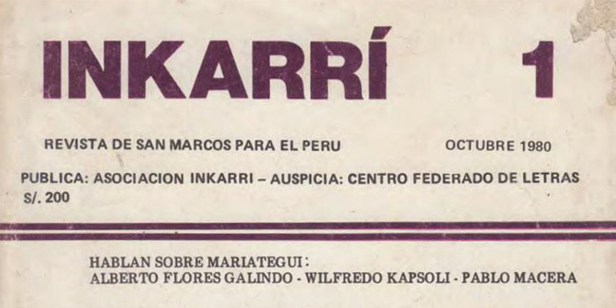 INKARRÍ 1
REVISTA DE SAN MARCOS PARA EL PERU OCTUBRE 1980
PUBLICA: ASOCIACION INKARRI – AUSPICIA: CENTRO FEDERADO DE LETRAS
S/. 200
HABLAN SOBRE MARIATEGUI:
ALBERTO FLORES GALINDO - WILFREDO KAPSOLI - PABLO MACERA